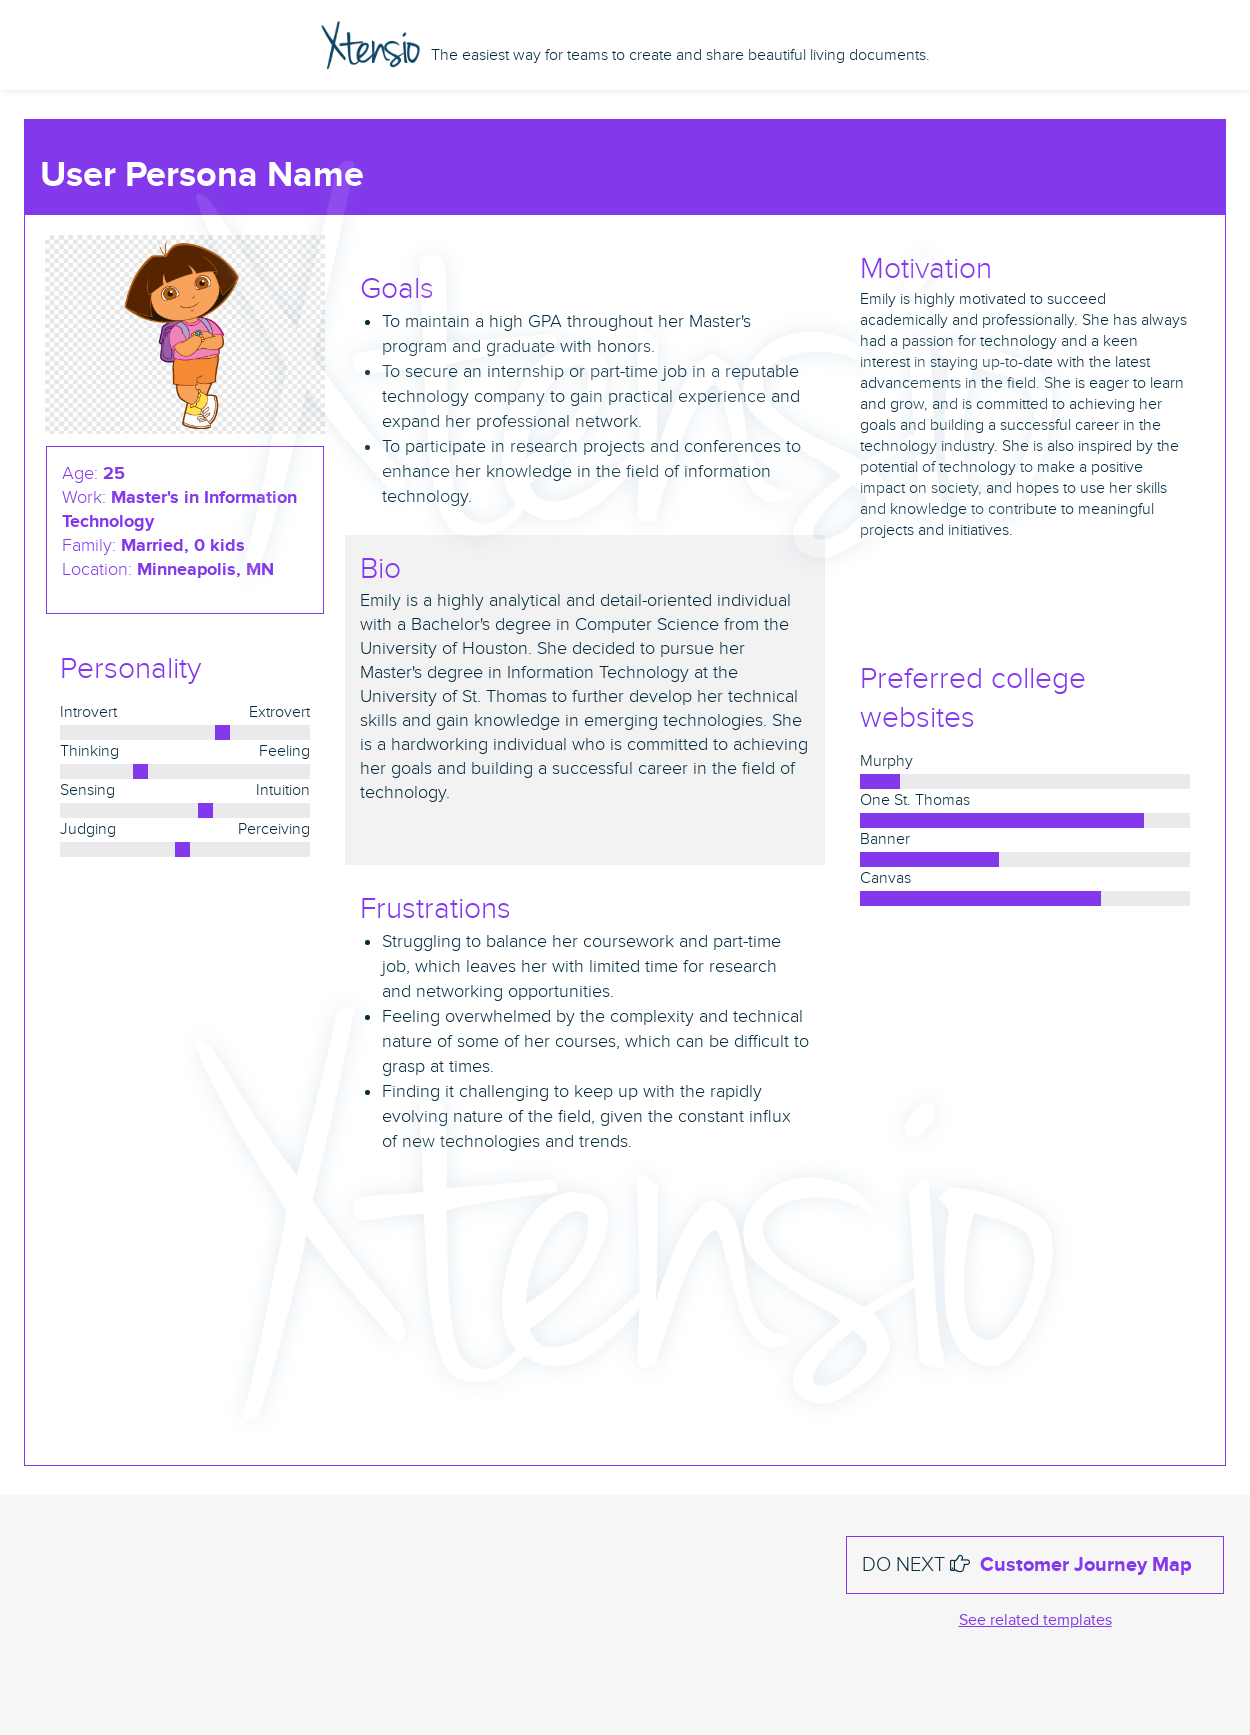 Xtensio The easiest way for teams to create and share beautiful living documents.
User Persona Name
Age: 25
Work: Master's in Information
Technology
Family: Married, 0 kids
Location: Minneapolis, MN
Personality
Introvert Extrovert
Thinking Feeling
Sensing Intuition
Judging Perceiving
Goals
• To maintain a high GPA throughout her Master's
program and graduate with honors.
• To secure an internship or part-time job in a reputable
technology company to gain practical experience and
expand her professional network.
• To participate in research projects and conferences to
enhance her knowledge in the field of information
technology.
Bio
Emily is a highly analytical and detail-oriented individual
with a Bachelor's degree in Computer Science from the
University of Houston. She decided to pursue her
Master's degree in Information Technology at the
University of St. Thomas to further develop her technical
skills and gain knowledge in emerging technologies. She
is a hardworking individual who is committed to achieving
her goals and building a successful career in the field of
technology.
Frustrations
• Struggling to balance her coursework and part-time
job, which leaves her with limited time for research
and networking opportunities.
• Feeling overwhelmed by the complexity and technical
nature of some of her courses, which can be difficult to
grasp at times.
• Finding it challenging to keep up with the rapidly
evolving nature of the field, given the constant influx
of new technologies and trends.
Motivation
Emily is highly motivated to succeed
academically and professionally. She has always
had a passion for technology and a keen
interest in staying up-to-date with the latest
advancements in the field. She is eager to learn
and grow, and is committed to achieving her
goals and building a successful career in the
technology industry. She is also inspired by the
potential of technology to make a positive
impact on society, and hopes to use her skills
and knowledge to contribute to meaningful
projects and initiatives.
Preferred college
websites
Murphy
One St. Thomas
Banner
Canvas
Xtensio
Xtensio
DO NEXT Customer Journey Map
See related templates